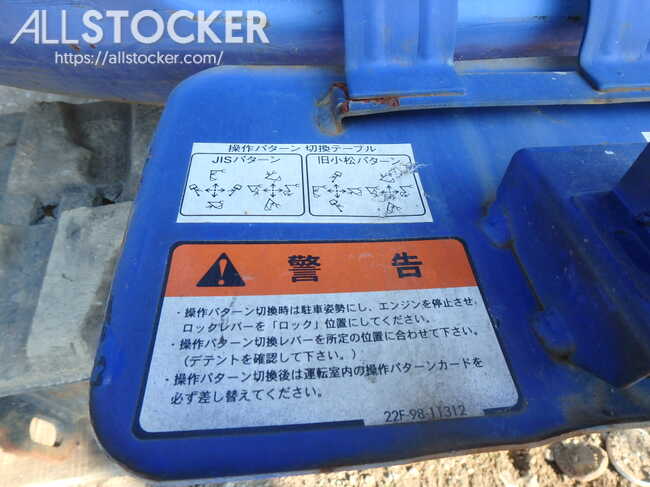 ALLSTOCKER
https://allstocker.com/
操作パターン 切換テーブル
JISパターン 旧小松パターン
警告
・操作パターン切換時は駐車姿勢にし、エンジンを停止させ、
ロックレバーを「ロック」位置にしてください。
・操作パターン切換レバーを所定の位置に合わせて下さい。
(デテントを確認して下さい。)
・操作パターン切換後は運転室内の操作パターンカードを
必ず差し替えてください。
22F-98-11312